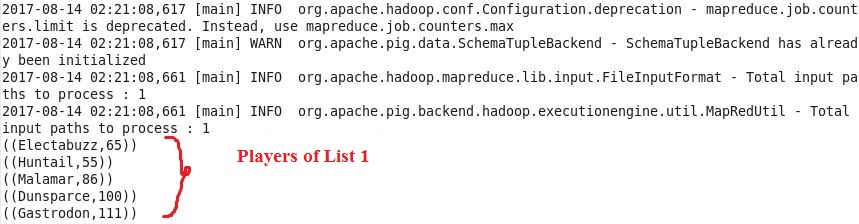 2017-08-14 02:21:08,617 [main] INFO  org.apache.hadoop.conf.Configuration.deprecation - mapreduce.job.count
ers.limit is deprecated. Instead, use mapreduce.job.counters.max
2017-08-14 02:21:08,617 [main] WARN  org.apache.pig.data.SchemaTupleBackend - SchemaTupleBackend has alread
y been initialized
2017-08-14 02:21:08,661 [main] INFO  org.apache.hadoop.mapreduce.lib.input.FileInputFormat - Total input pa
ths to process : 1
2017-08-14 02:21:08,661 [main] INFO  org.apache.pig.backend.hadoop.executionengine.util.MapRedUtil - Total
input paths to process : 1
((Electabuzz,65))
((Huntail,55))
((Malamar,86))
((Dunsparce,100))
((Gastrodon,111))
Players of List 1